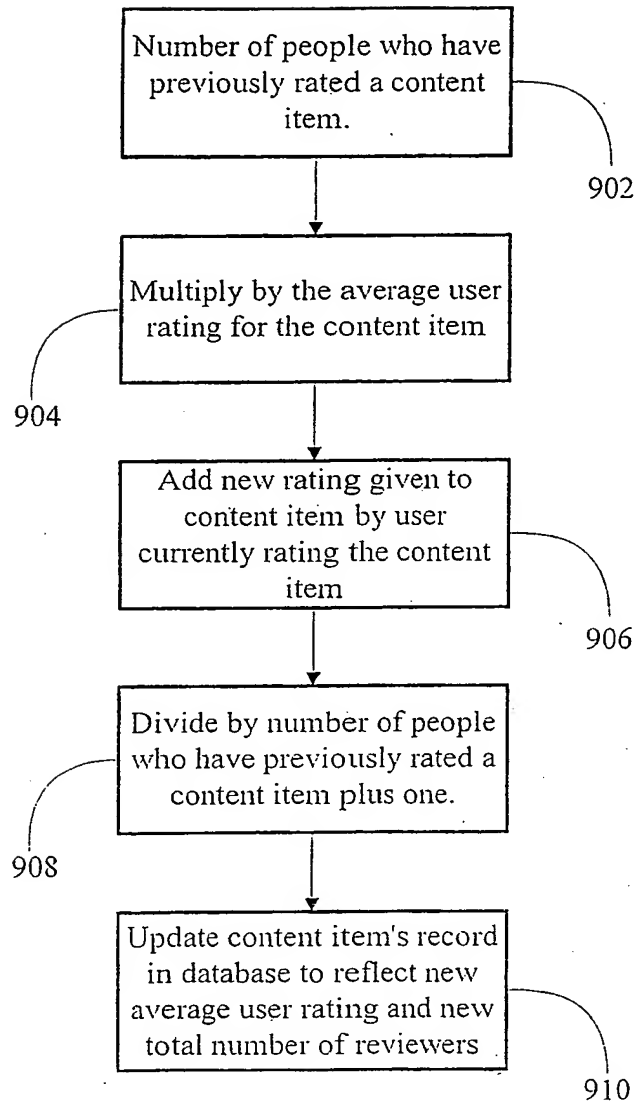 Number of people who have
previously rated a content
item.
902
Multiply by the average user
rating for the content item
904
Add new rating given to
content item by user
currently rating the content
item
906
Divide by number of people
who have previously rated a
content item plus one.
908
Update content item's record
in database to reflect new
average user rating and new
total number of reviewers
910